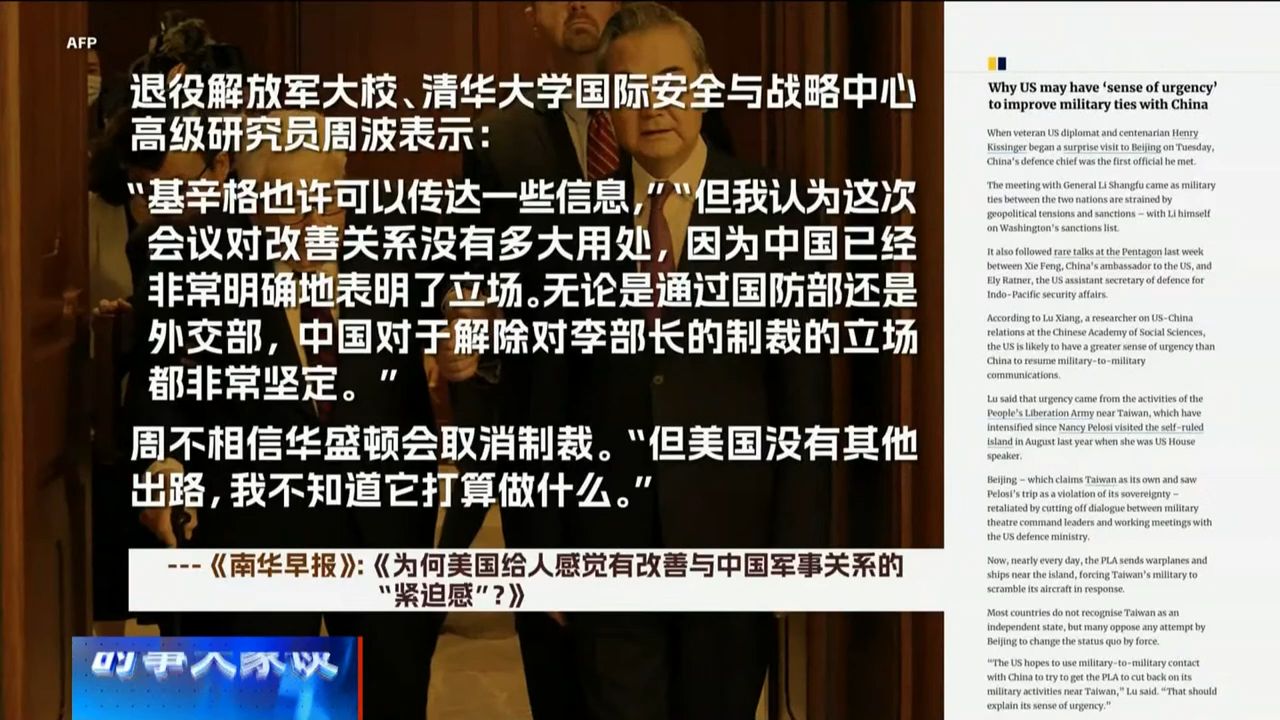 AFP
退役解放军大校、清华大学国际安全与战略中心
高级研究员周波表示：
“基辛格也许可以传达一些信息，”“但我认为这次
会议对改善关系没有多大用处，因为中国已经
非常明确地表明了立场。无论是通过国防部还是
外交部，中国对于解除对李部长的制裁的立场
都非常坚定。”
周不相信华盛顿会取消制裁。“但美国没有其他
出路，我不知道它打算做什么。”
---《南华早报》：《为何美国给人感觉有改善与中国军事关系的
“紧迫感”？》
时事大家谈
Why US may have ‘sense of urgency’
to improve military ties with China
When veteran US diplomat and centenarian Henry
Kissinger began a surprise visit to Beijing on Tuesday,
China’s defence chief was the first official he met.
The meeting with General Li Shangfu came as military
ties between the two nations are strained by
geopolitical tensions and sanctions – with Li himself
on Washington’s sanctions list.
It also followed rare talks at the Pentagon last week
between Xie Feng, China’s ambassador to the US, and
Ely Ratner, the US assistant secretary of defence for
Indo-Pacific security affairs.
According to Lu Xiang, a researcher on US-China
relations at the Chinese Academy of Social Sciences,
the US is likely to have a greater sense of urgency than
China to resume military-to-military
communications.
Lu said that urgency came from the activities of the
People’s Liberation Army near Taiwan, which have
intensified since Nancy Pelosi visited the self-ruled
island in August last year when she was US House
speaker.
Beijing – which claims Taiwan as its own and saw
Pelosi’s trip as a violation of its sovereignty –
retaliated by cutting off dialogue between military
theatre command leaders and working meetings with
the US defence ministry.
Now, nearly every day, the PLA sends warplanes and
ships near the island, forcing Taiwan’s military to
scramble its aircraft in response.
Most countries do not recognise Taiwan as an
independent state, but many oppose any attempt by
Beijing to change the status quo by force.
“The US hopes to use military-to-military contact
with China to try to get the PLA to cut back on its
military activities near Taiwan,” Lu said. “That should
explain its sense of urgency.”